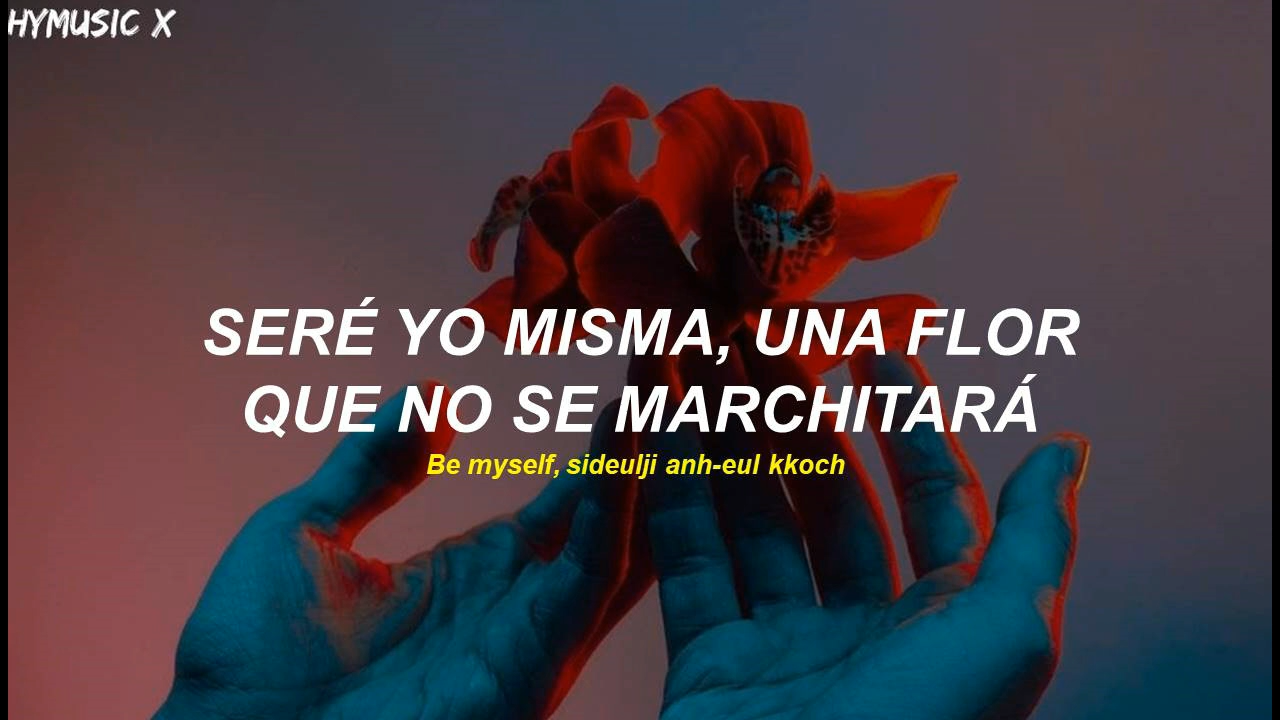 HYMUSIC X
SERÉ YO MISMA, UNA FLOR
QUE NO SE MARCHITARÁ
Be myself, sideulji anh-eul kkoch